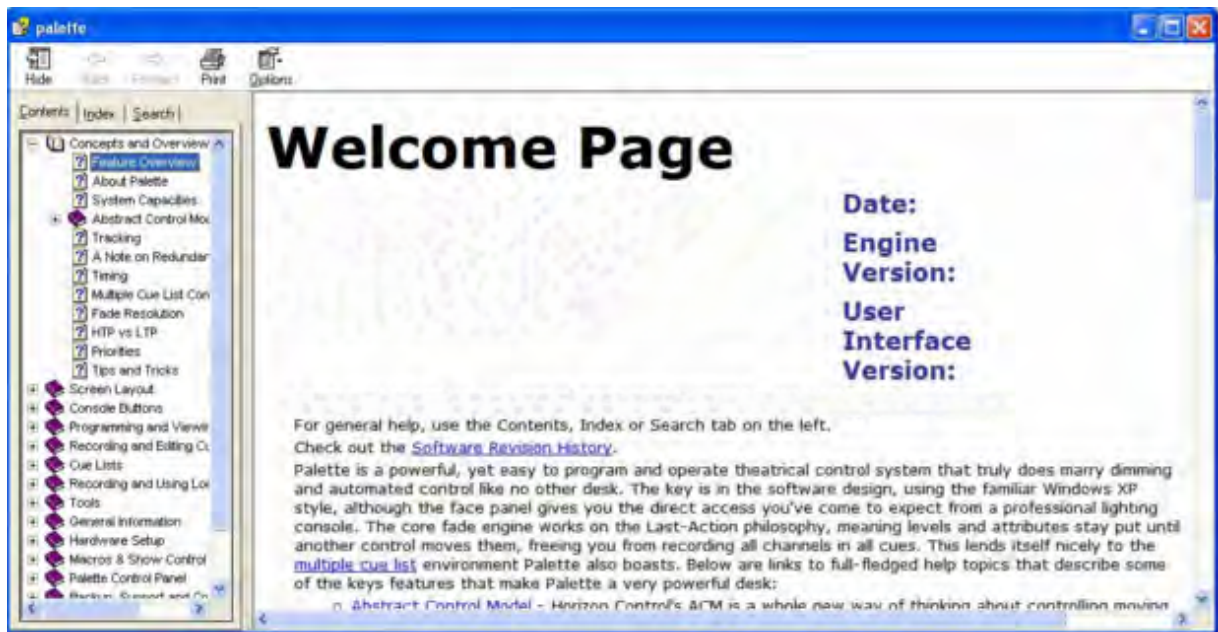 palette
Hide Back Forward Print Options
Contents Index Search
Concepts and Overview
Feature Overview
About Palette
System Capacities
Abstract Control Mo
Tracking
A Note on Redundan
Timing
Multiple Cue List Con
Fade Resolution
HTP vs LTP
Priorities
Tips and Tricks
Screen Layout
Console Buttons
Programming and Viewi
Recording and Editing Cu
Cue Lists
Recording and Using Loo
Tools
General Information
Hardware Setup
Macros & Show Control
Palette Control Panel
Backup, Support and
Welcome Page
Date:
Engine
Version:
User
Interface
Version:
For general help, use the Contents, Index or Search tab on the left.
Check out the Software Revision History.
Palette is a powerful, yet easy to program and operate theatrical control system that truly does marry dimming
and automated control like no other desk. The key is in the software design, using the familiar Windows XP
style, although the face panel gives you the direct access you've come to expect from a professional lighting
console. The core fade engine works on the Last-Action philosophy, meaning levels and attributes stay put until
another control moves them, freeing you from recording all channels in all cues. This lends itself nicely to the
multiple cue list environment Palette also boasts. Below are links to full-fledged help topics that describe some
of the keys features that make Palette a very powerful desk:
Abstract Control Model - Horizon Control's ACM is a whole new way of thinking about controlling moving